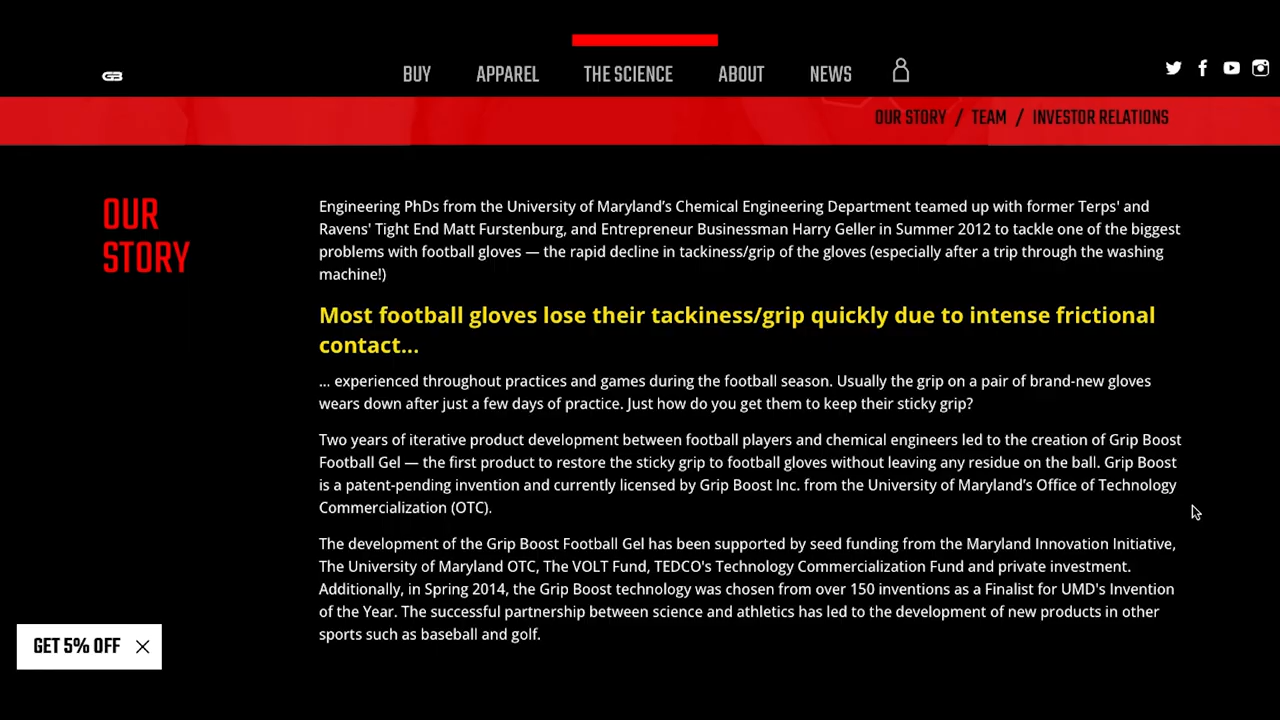 GB
BUY APPAREL THE SCIENCE ABOUT NEWS
OUR STORY / TEAM / INVESTOR RELATIONS
OUR
STORY
Engineering PhDs from the University of Maryland’s Chemical Engineering Department teamed up with former Terps' and
Ravens' Tight End Matt Furstenburg, and Entrepreneur Businessman Harry Geller in Summer 2012 to tackle one of the biggest
problems with football gloves — the rapid decline in tackiness/grip of the gloves (especially after a trip through the washing
machine!)
Most football gloves lose their tackiness/grip quickly due to intense frictional
contact…
… experienced throughout practices and games during the football season. Usually the grip on a pair of brand-new gloves
wears down after just a few days of practice. Just how do you get them to keep their sticky grip?
Two years of iterative product development between football players and chemical engineers led to the creation of Grip Boost
Football Gel — the first product to restore the sticky grip to football gloves without leaving any residue on the ball. Grip Boost
is a patent-pending invention and currently licensed by Grip Boost Inc. from the University of Maryland’s Office of Technology
Commercialization (OTC).
The development of the Grip Boost Football Gel has been supported by seed funding from the Maryland Innovation Initiative,
The University of Maryland OTC, The VOLT Fund, TEDCO's Technology Commercialization Fund and private investment.
Additionally, in Spring 2014, the Grip Boost technology was chosen from over 150 inventions as a Finalist for UMD's Invention
of the Year. The successful partnership between science and athletics has led to the development of new products in other
sports such as baseball and golf.
GET 5% OFF